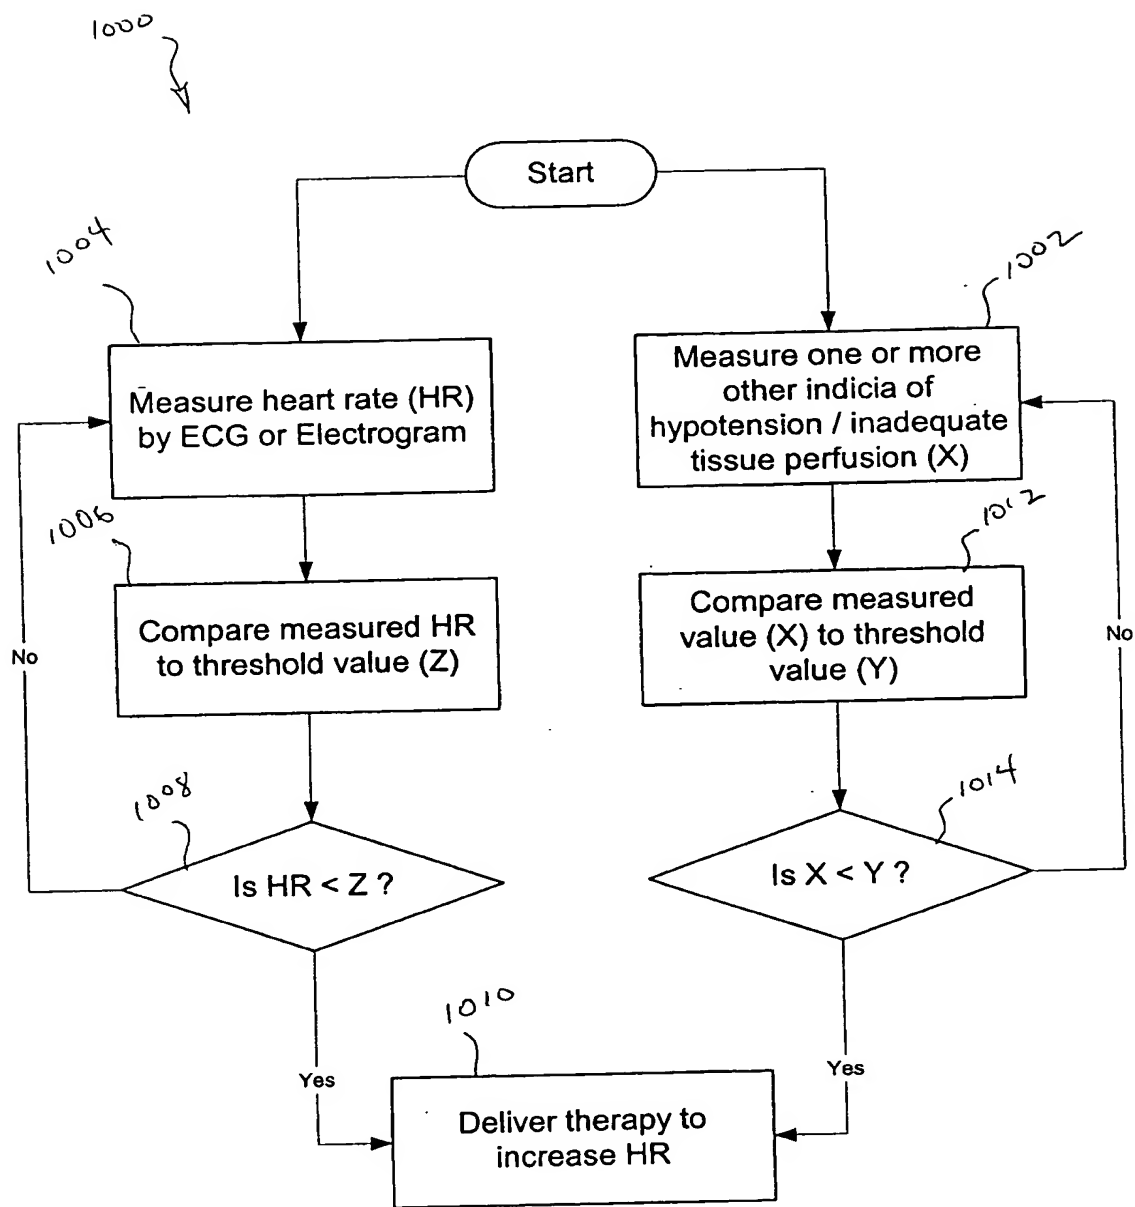 1000
Start
1004
1002
Measure heart rate (HR)
by ECG or Electrogram
Measure one or more
other indicia of
hypotension / inadequate
tissue perfusion (X)
1006
1012
Compare measured HR
to threshold value (Z)
Compare measured
value (X) to threshold
value (Y)
No
No
1008
1014
Is HR < Z ?
Is X < Y ?
1010
Yes
Yes
Deliver therapy to
increase HR